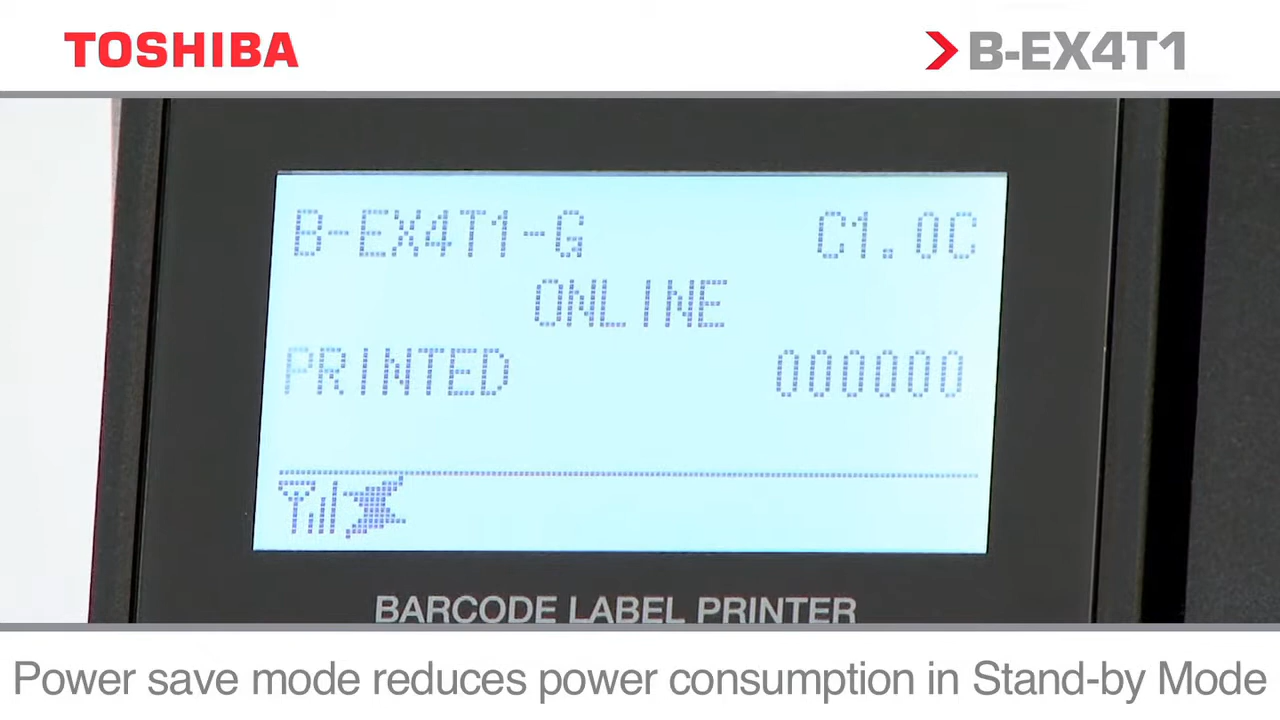 TOSHIBA
B-EX4T1
B-EX4T1-G C1.0C
ONLINE
PRINTED 000000
BARCODE LABEL PRINTER
Power save mode reduces power consumption in Stand-by Mode